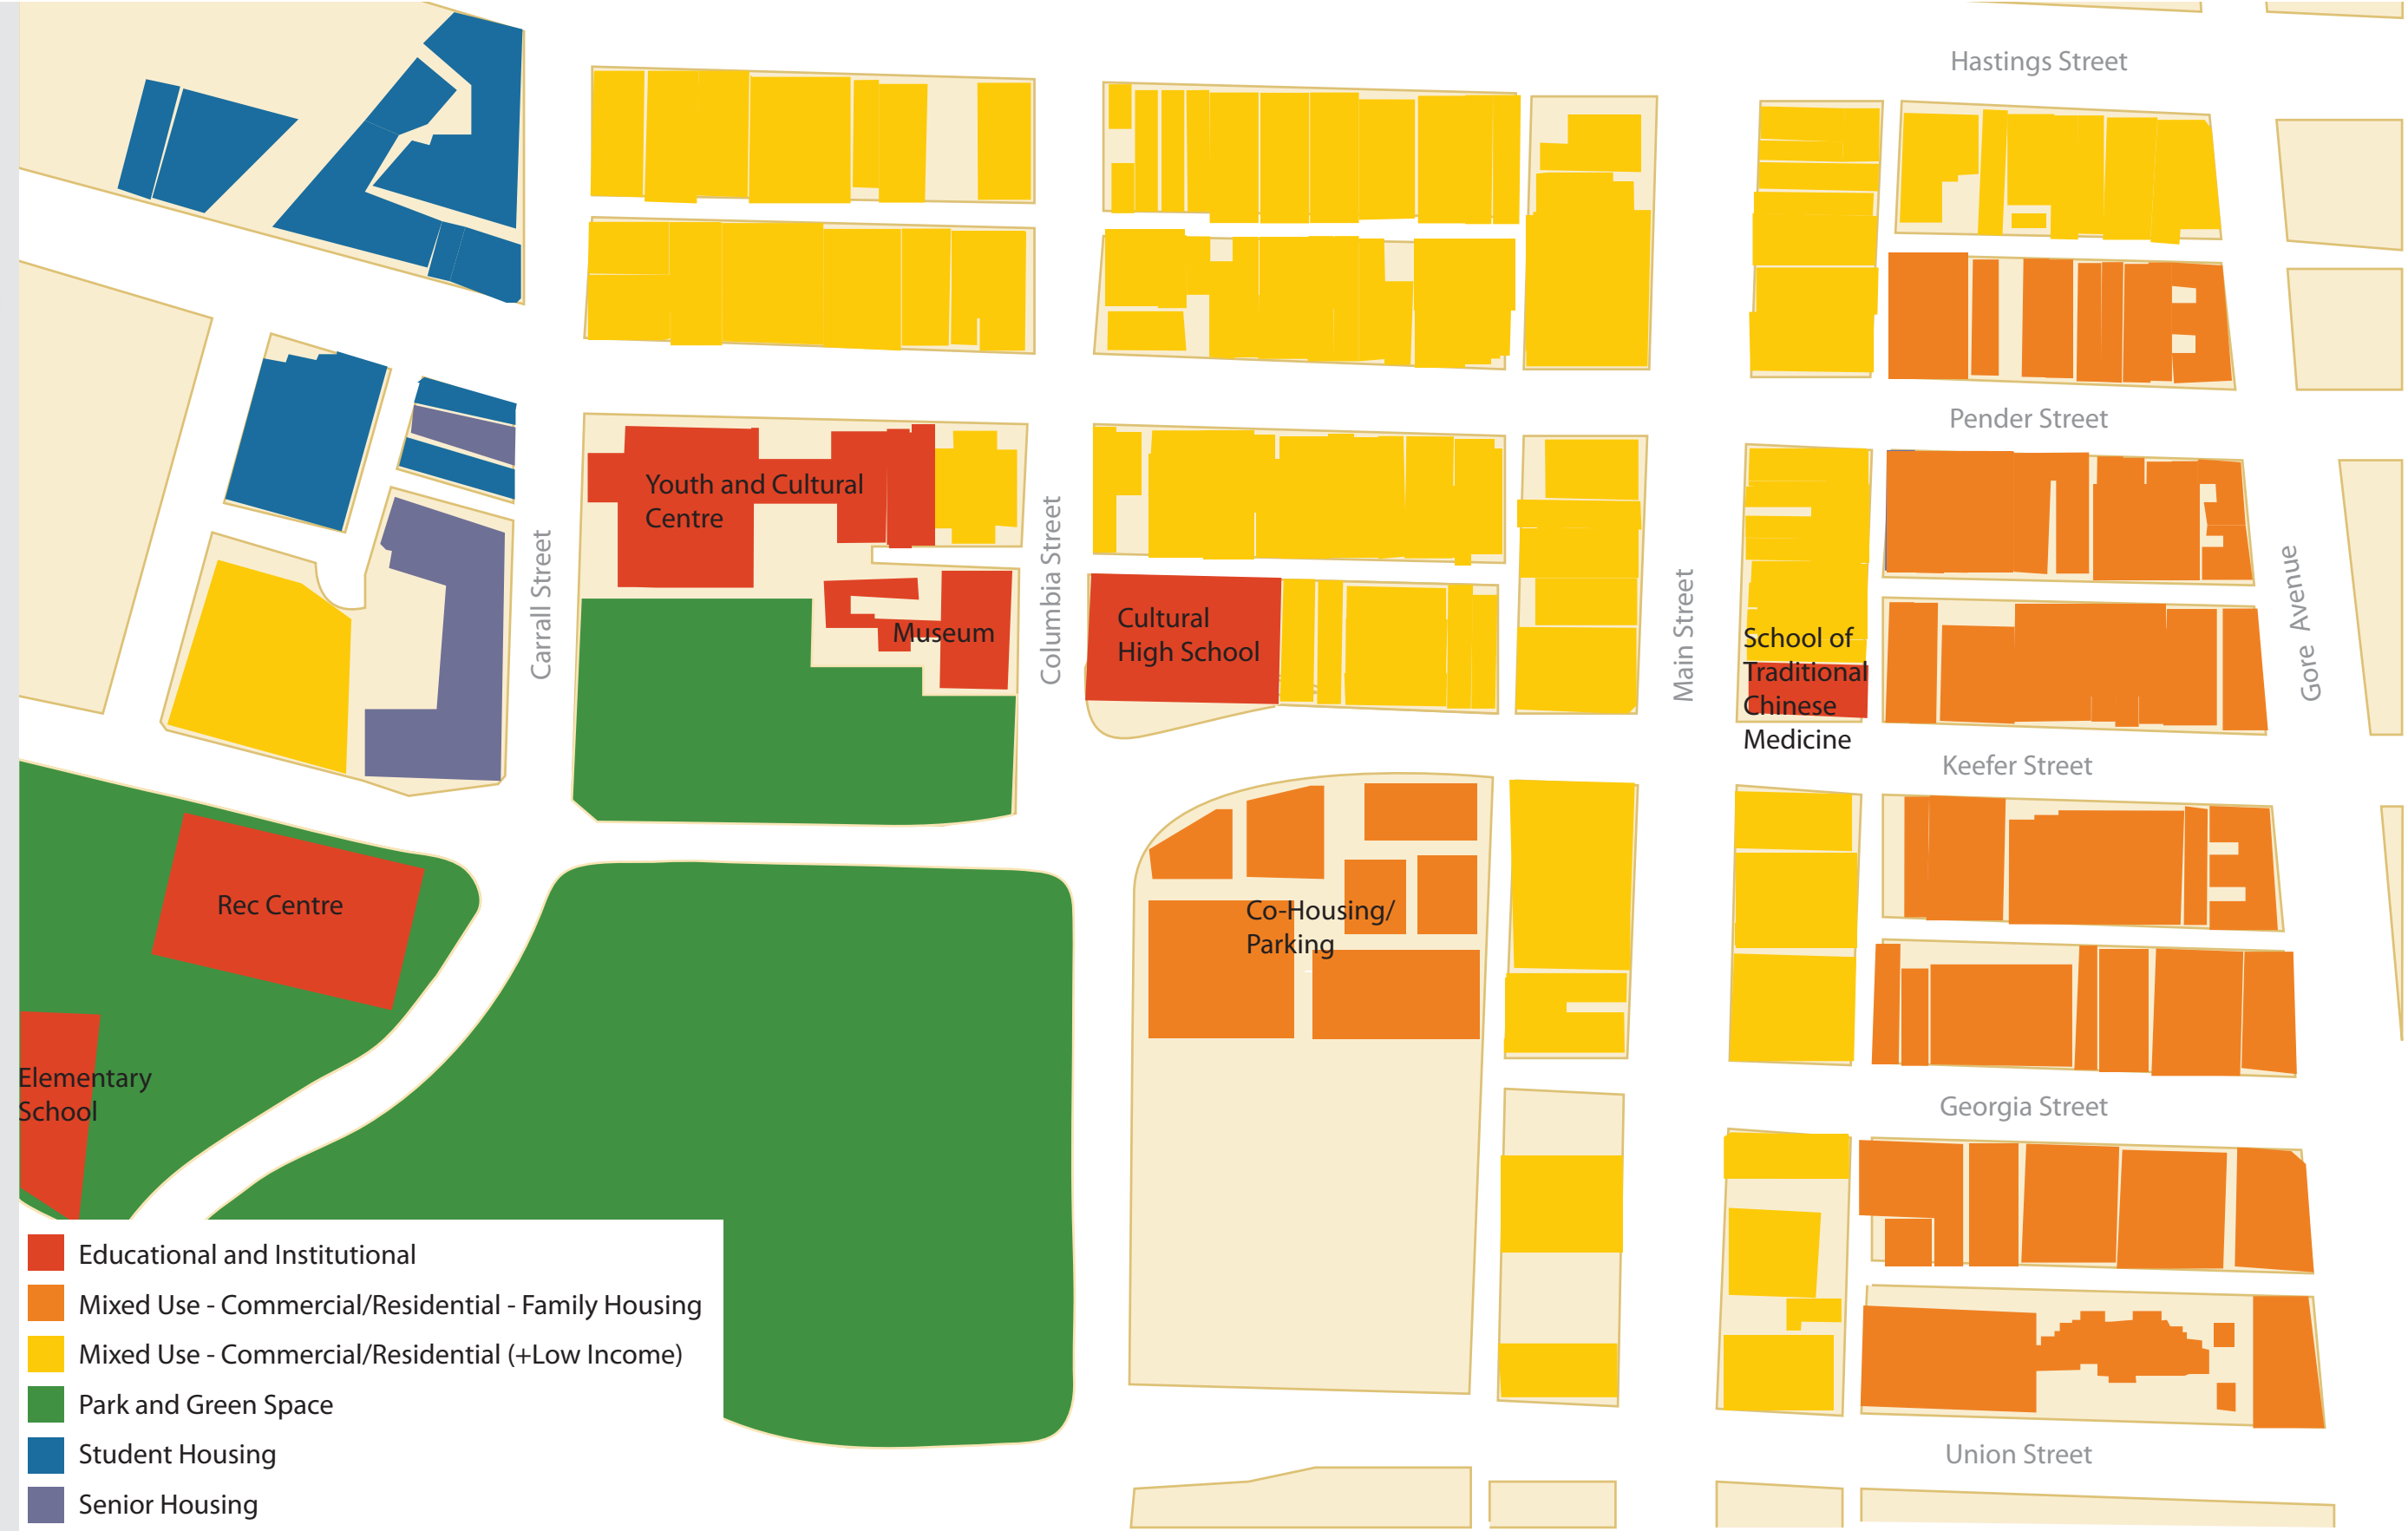 Hastings Street
Pender Street
Youth and Cultural
Centre
Carrall Street
Columbia Street
Museum
Cultural
High School
Main Street
School of
Traditional
Chinese
Medicine
Gore Avenue
Keefer Street
Rec Centre
Co-Housing/
Parking
Elementary
School
Georgia Street
Educational and Institutional
Mixed Use - Commercial/Residential - Family Housing
Mixed Use - Commercial/Residential (+Low Income)
Park and Green Space
Student Housing
Senior Housing
Union Street